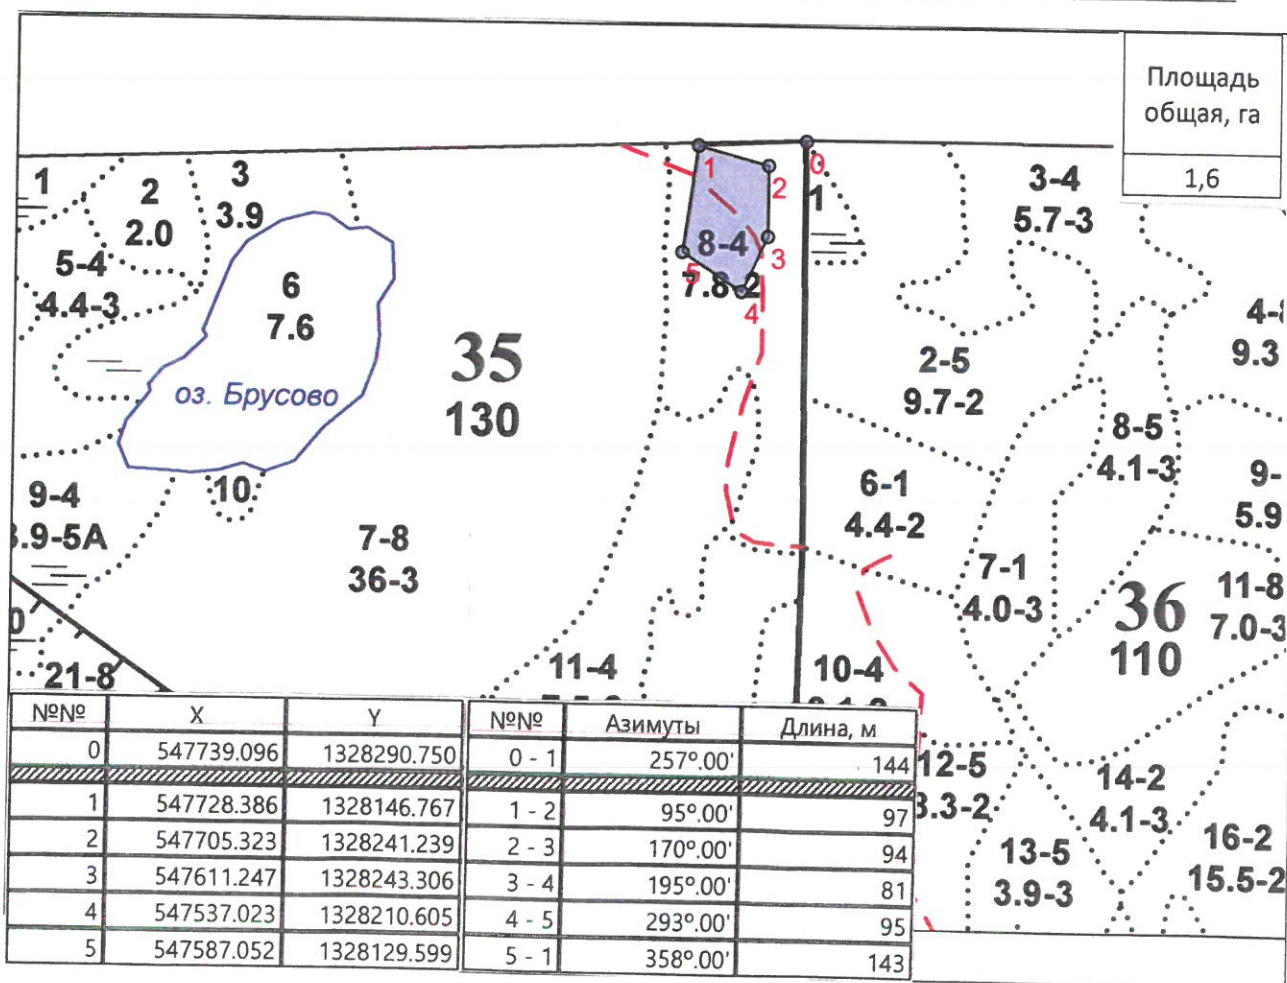 Площадь
общая, га
1,6
1
2
2.0
3
3.9
5-4
4.4-3
6
7.6
оз. Брусово
35
130
1
2
3
4
5
0
8-4
1
3-4
5.7-3
9.3
2-5
9.7-2
8-5
4.1-3
6-1
4.4-2
9-
5.9
9-4
.9-5А
10
7-8
36-3
7-1
4.0-3
36
110
11-8
7.0-3
21-8
11-4
10-4
12-5
3.3-2
14-2
4.1-3
13-5
3.9-3
16-2
15.5-2
№№ X Y
0 547739.096 1328290.750
1 547728.386 1328146.767
2 547705.323 1328241.239
3 547611.247 1328243.306
4 547537.023 1328210.605
5 547587.052 1328129.599
№№ Азимуты Длина, м
0 - 1 257°.00' 144
1 - 2 95°.00' 97
2 - 3 170°.00' 94
3 - 4 195°.00' 81
4 - 5 293°.00' 95
5 - 1 358°.00' 143